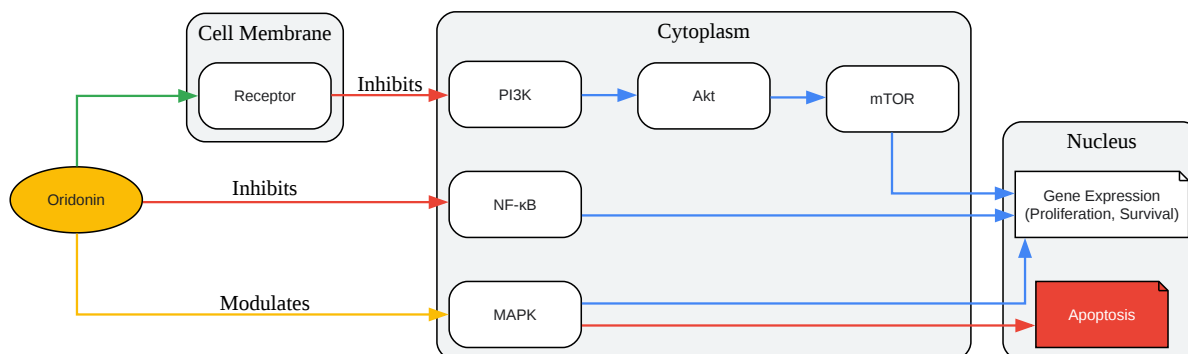 Cell Membrane
Cytoplasm
Receptor
Inhibits
PI3K
Akt
mTOR
Nucleus
Oridonin
Inhibits
NF-κB
Gene Expression
(Proliferation, Survival)
Modulates
MAPK
Apoptosis